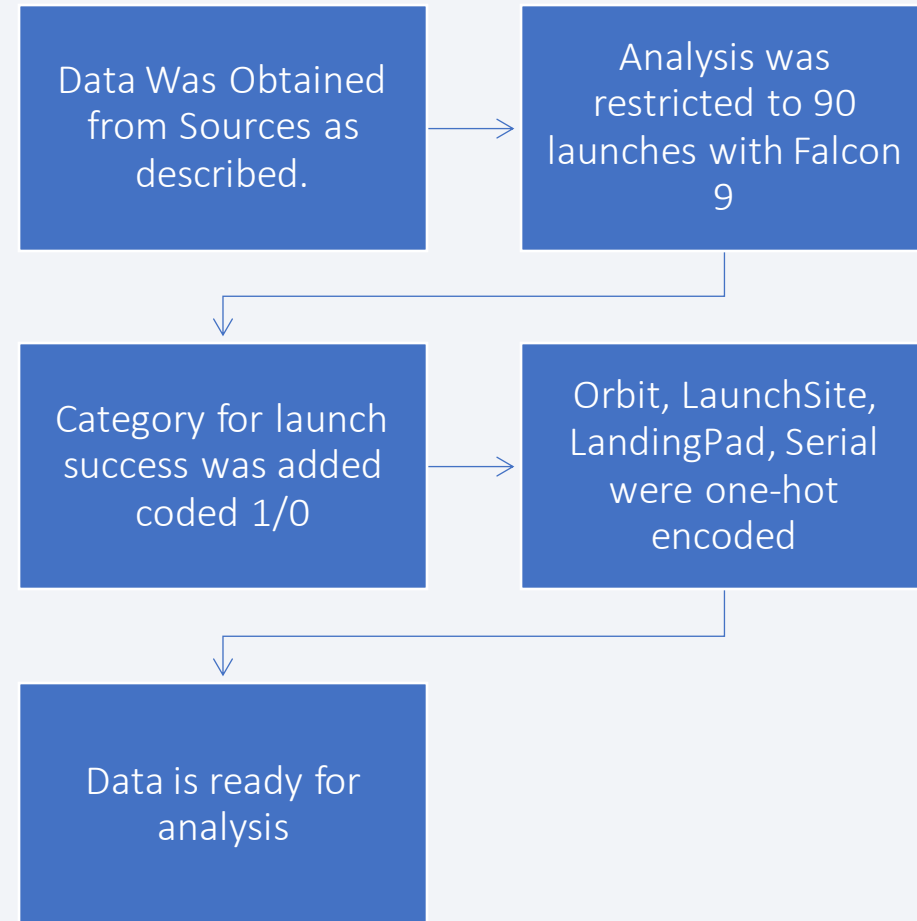 Data Was Obtained
from Sources as
described.
Analysis was
restricted to 90
launches with Falcon
9
Category for launch
success was added
coded 1/0
Orbit, LaunchSite,
LandingPad, Serial
were one-hot
encoded
Data is ready for
analysis